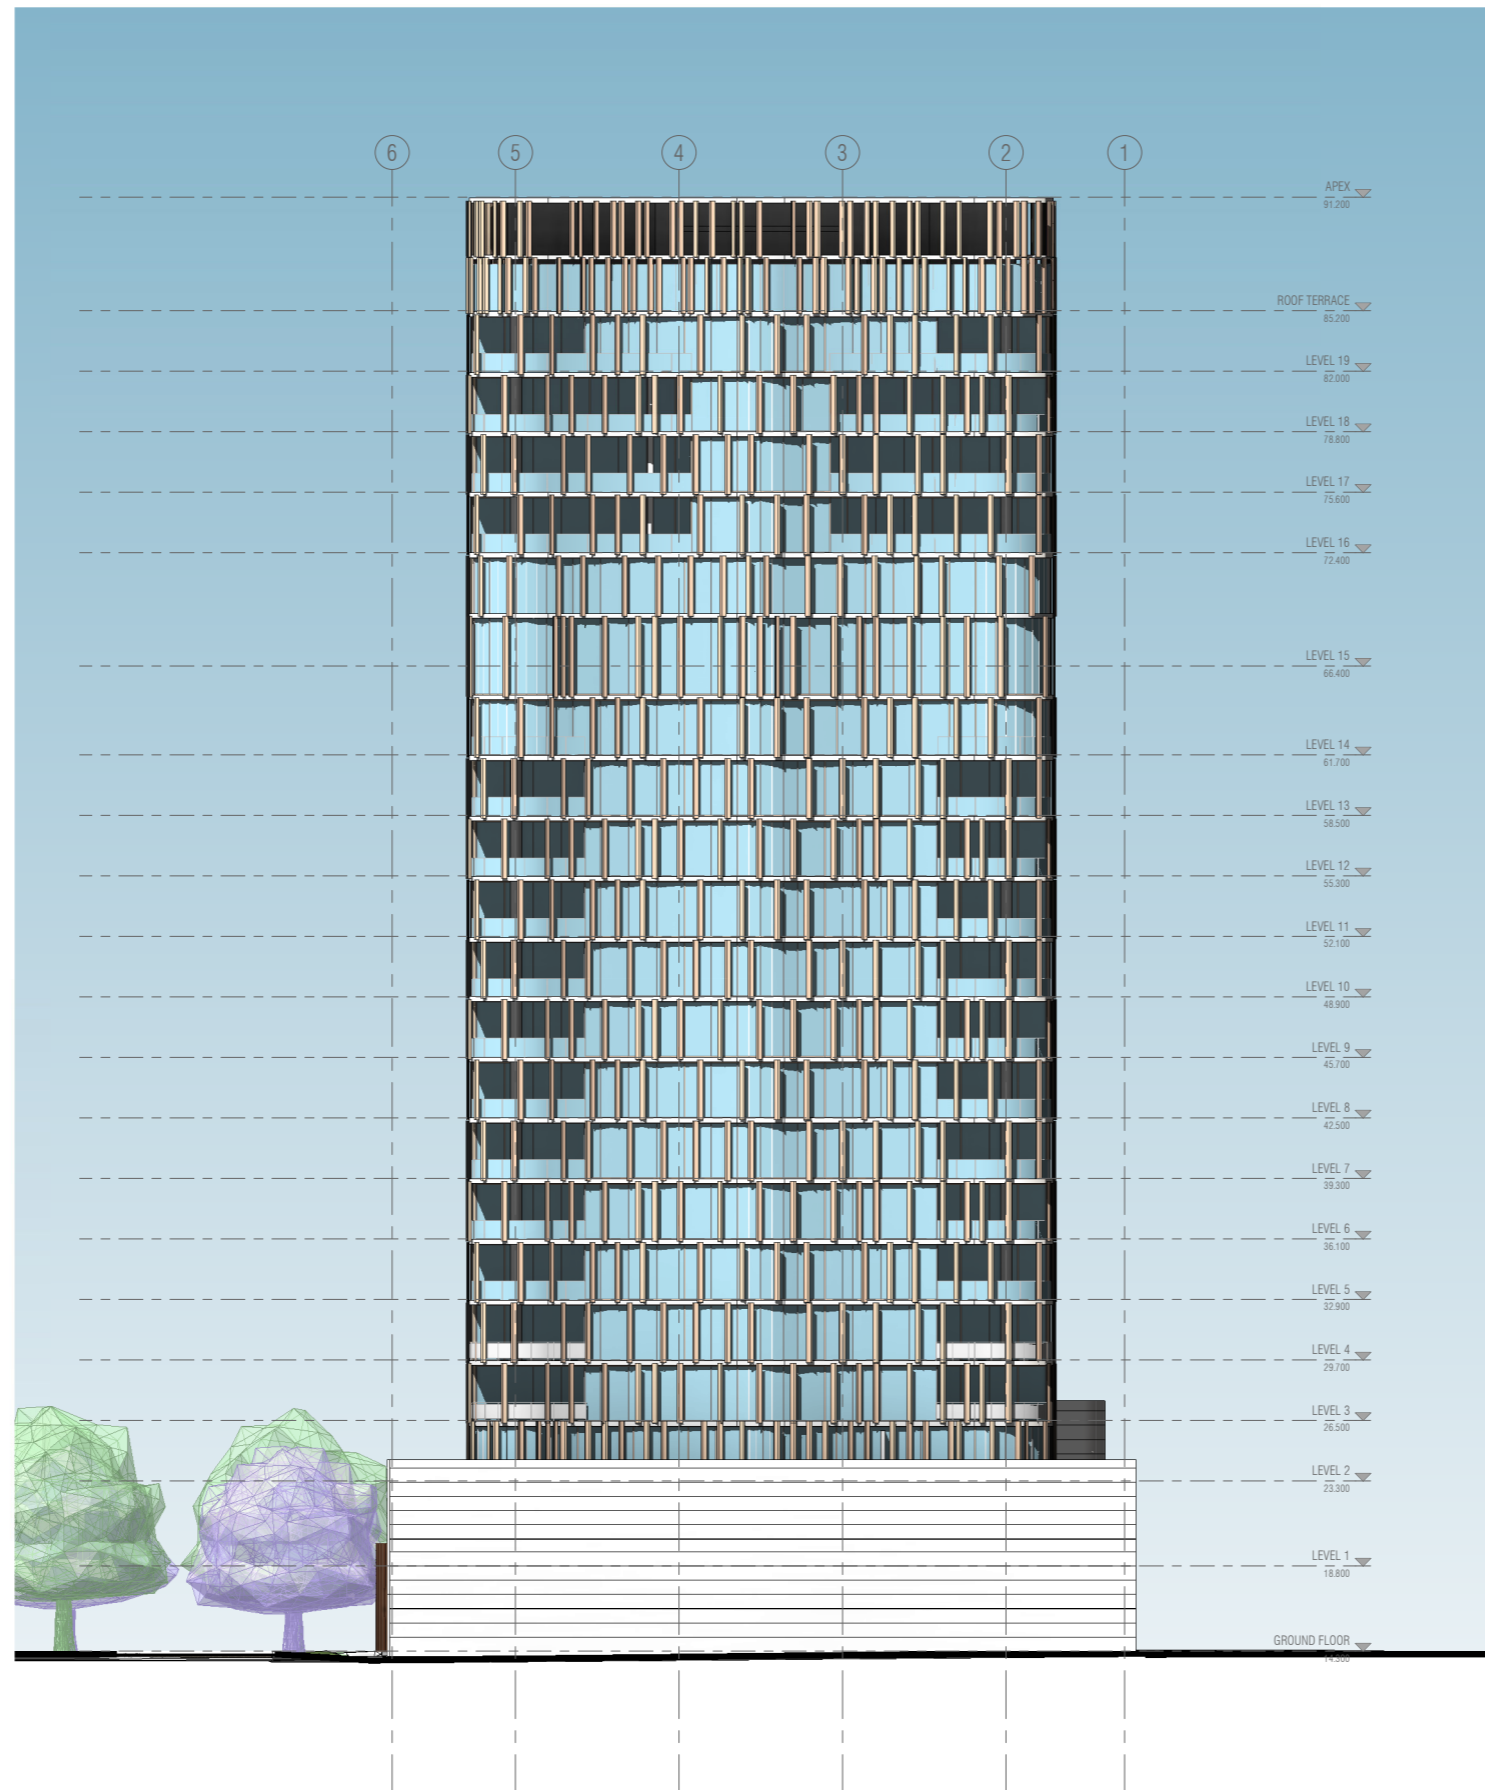 6 5 4 3 2 1
APEX
91.200
ROOF TERRACE
85.200
LEVEL 19
82.000
LEVEL 18
78.800
LEVEL 17
75.600
LEVEL 16
72.400
LEVEL 15
66.400
LEVEL 14
61.700
LEVEL 13
58.500
LEVEL 12
55.300
LEVEL 11
52.100
LEVEL 10
48.900
LEVEL 9
45.700
LEVEL 8
42.500
LEVEL 7
39.300
LEVEL 6
36.100
LEVEL 5
32.900
LEVEL 4
29.700
LEVEL 3
26.500
LEVEL 2
23.300
LEVEL 1
18.800
GROUND FLOOR
14.300